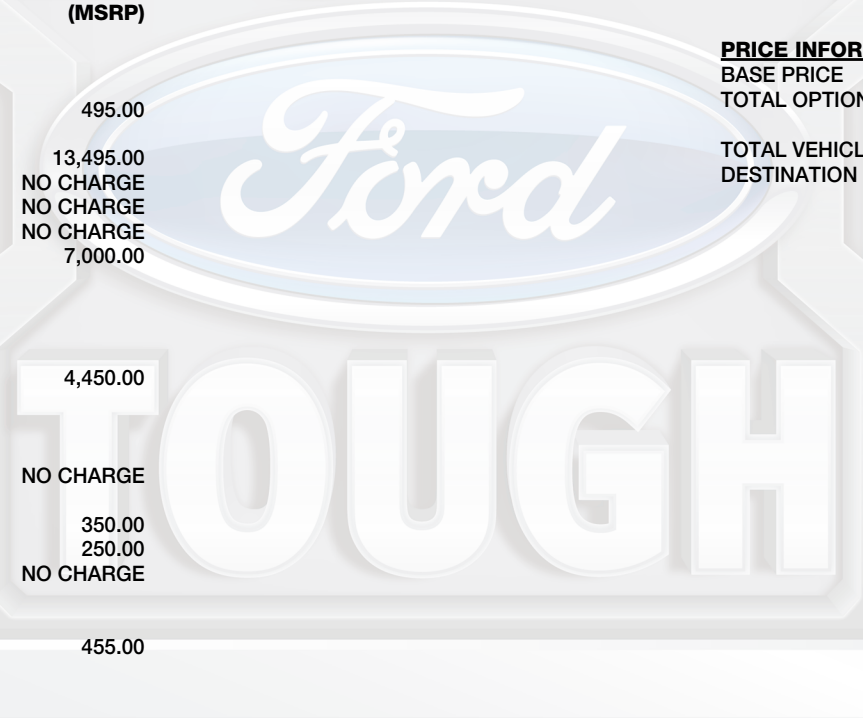 (MSRP)
495.00
13,495.00
NO CHARGE
NO CHARGE
NO CHARGE
7,000.00
4,450.00
NO CHARGE
350.00
250.00
NO CHARGE
455.00
PRICE INFOR
BASE PRICE
TOTAL OPTION
TOTAL VEHICL
DESTINATION
Ford
TOUGH